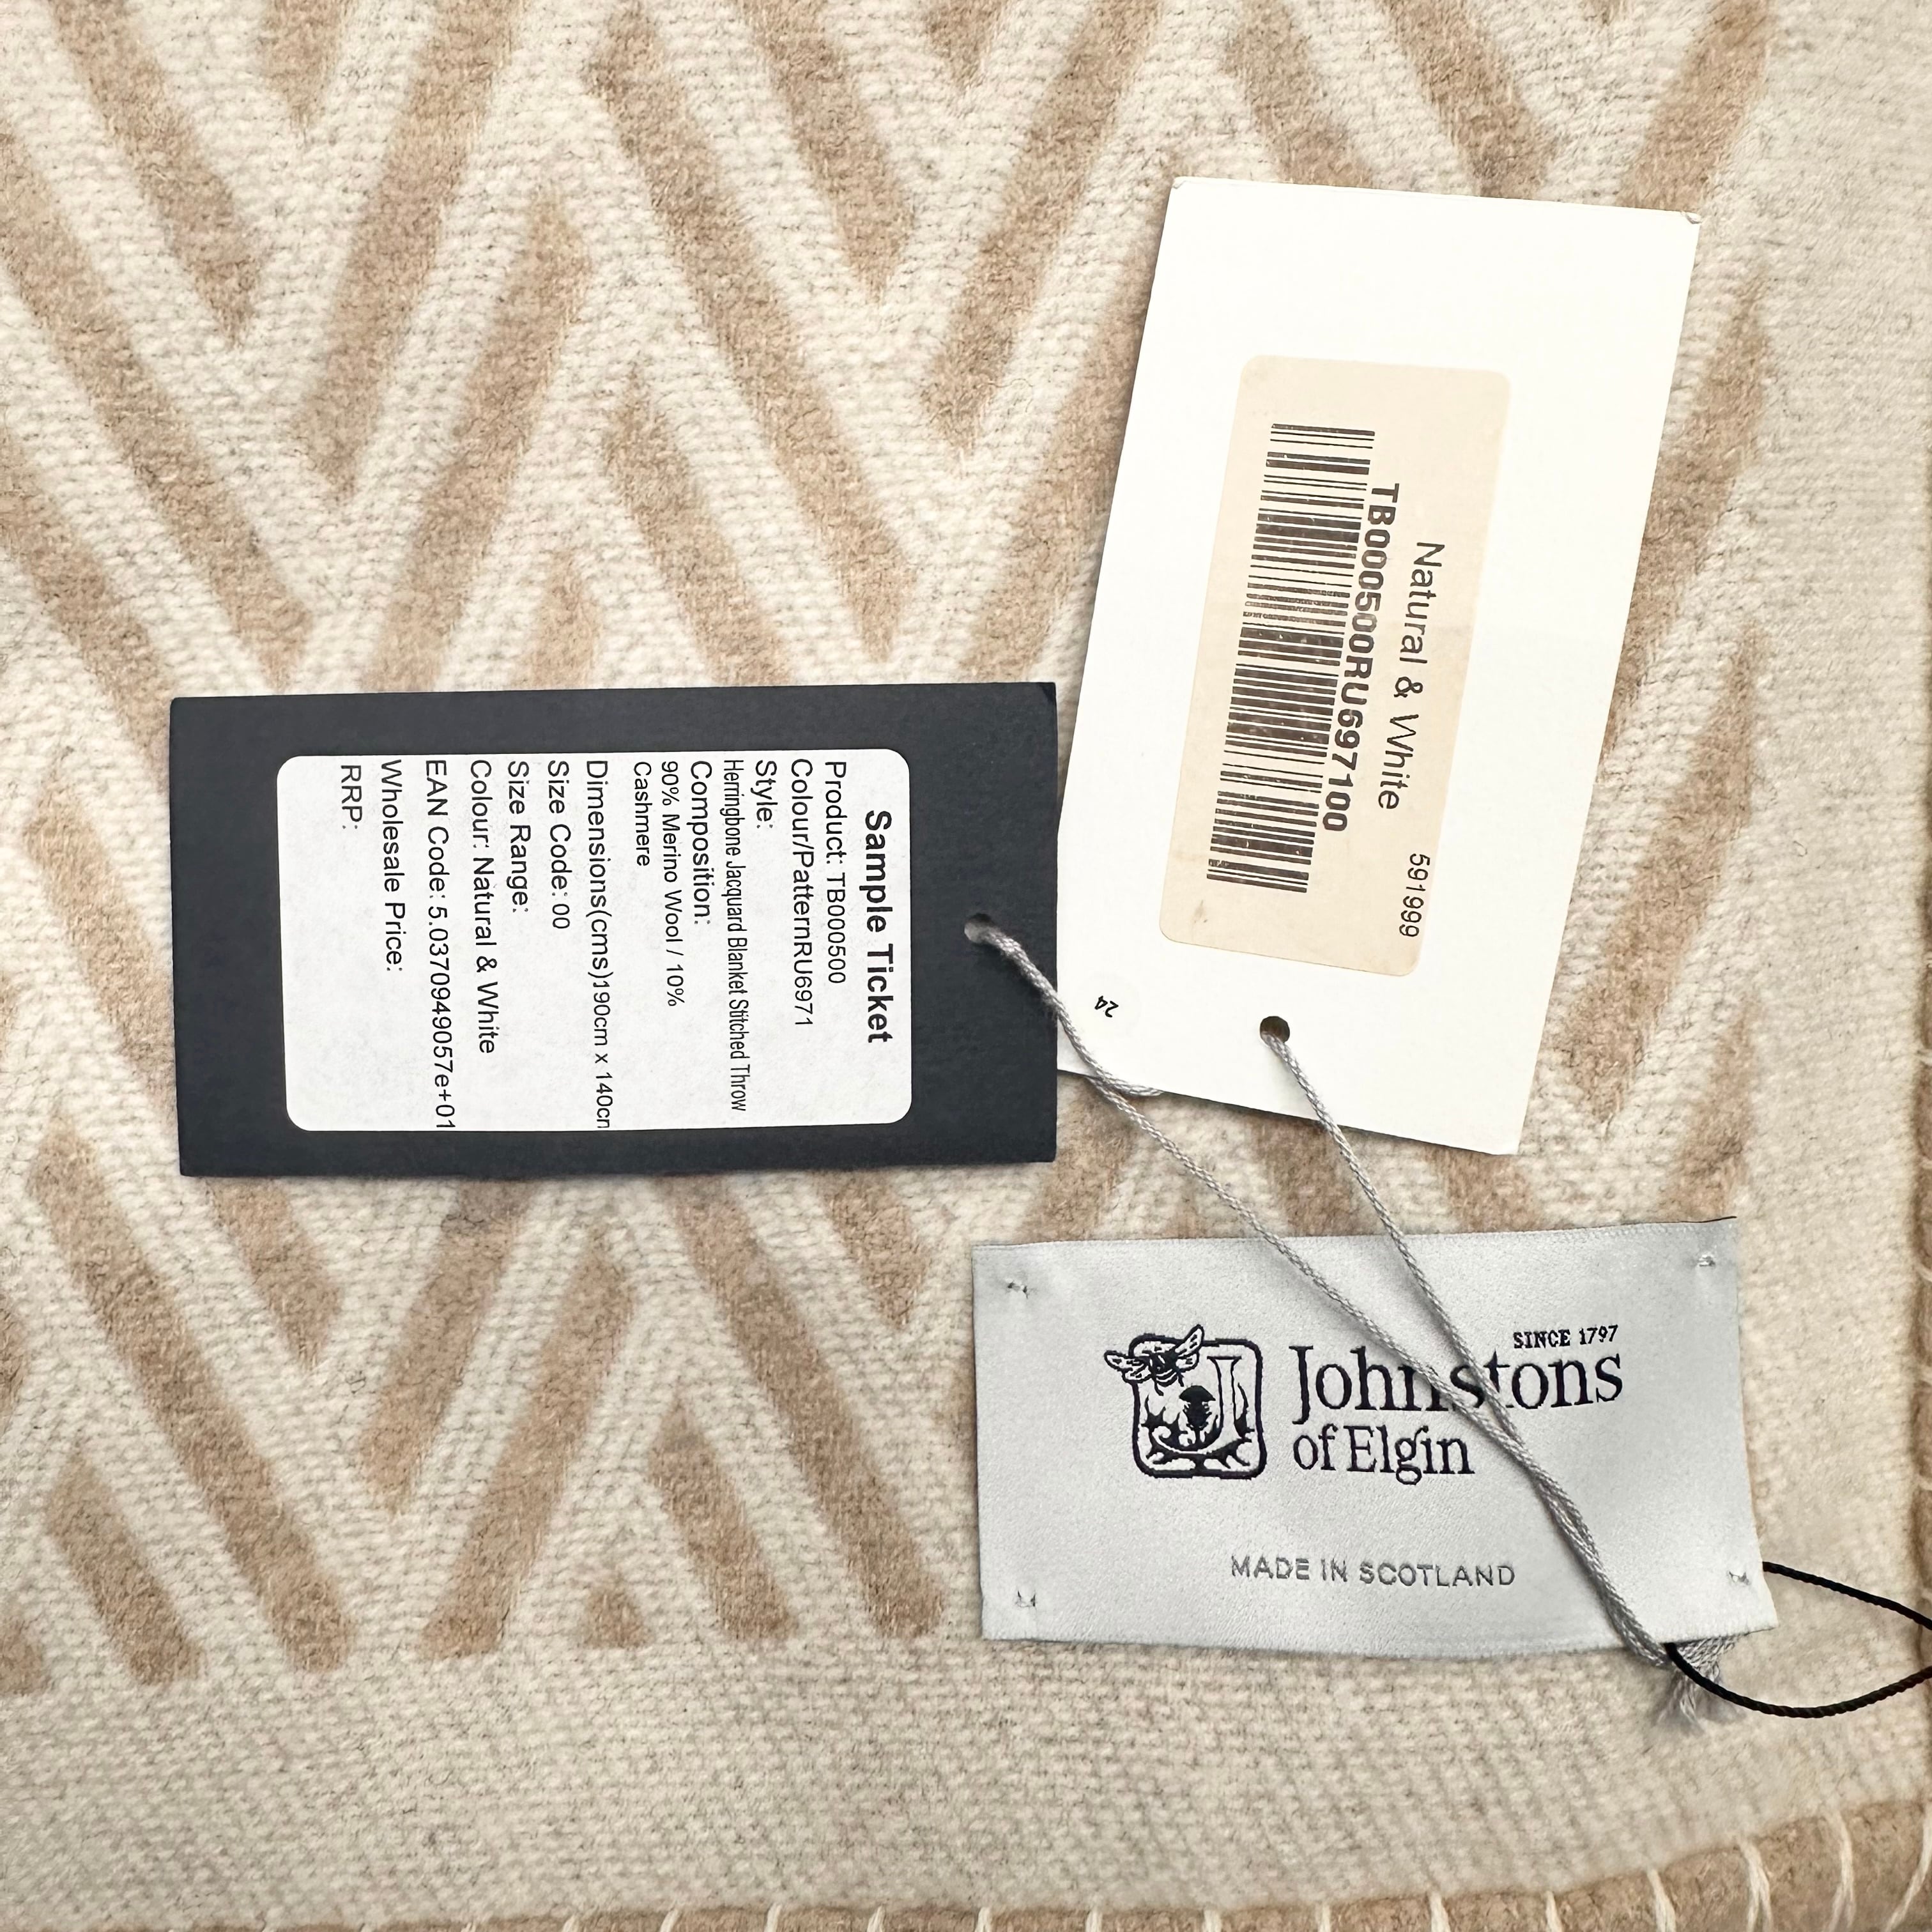 Sample Ticket
Product: TB000500
Colour/PatternRU6971
Style:
Herringbone Jacquard Blanket Stitched Throw
Composition:
90% Merino Wool / 10%
Cashmere
Dimensions(cms)190cm x 140cm
Size Code: 00
Size Range:
Colour: Natural & White
EAN Code: 5.0370949057e+01
Wholesale Price:
RRP:
Natural & White 591999
TB000500RU697100
24
SINCE 1797
Johnstons
of Elgin
MADE IN SCOTLAND